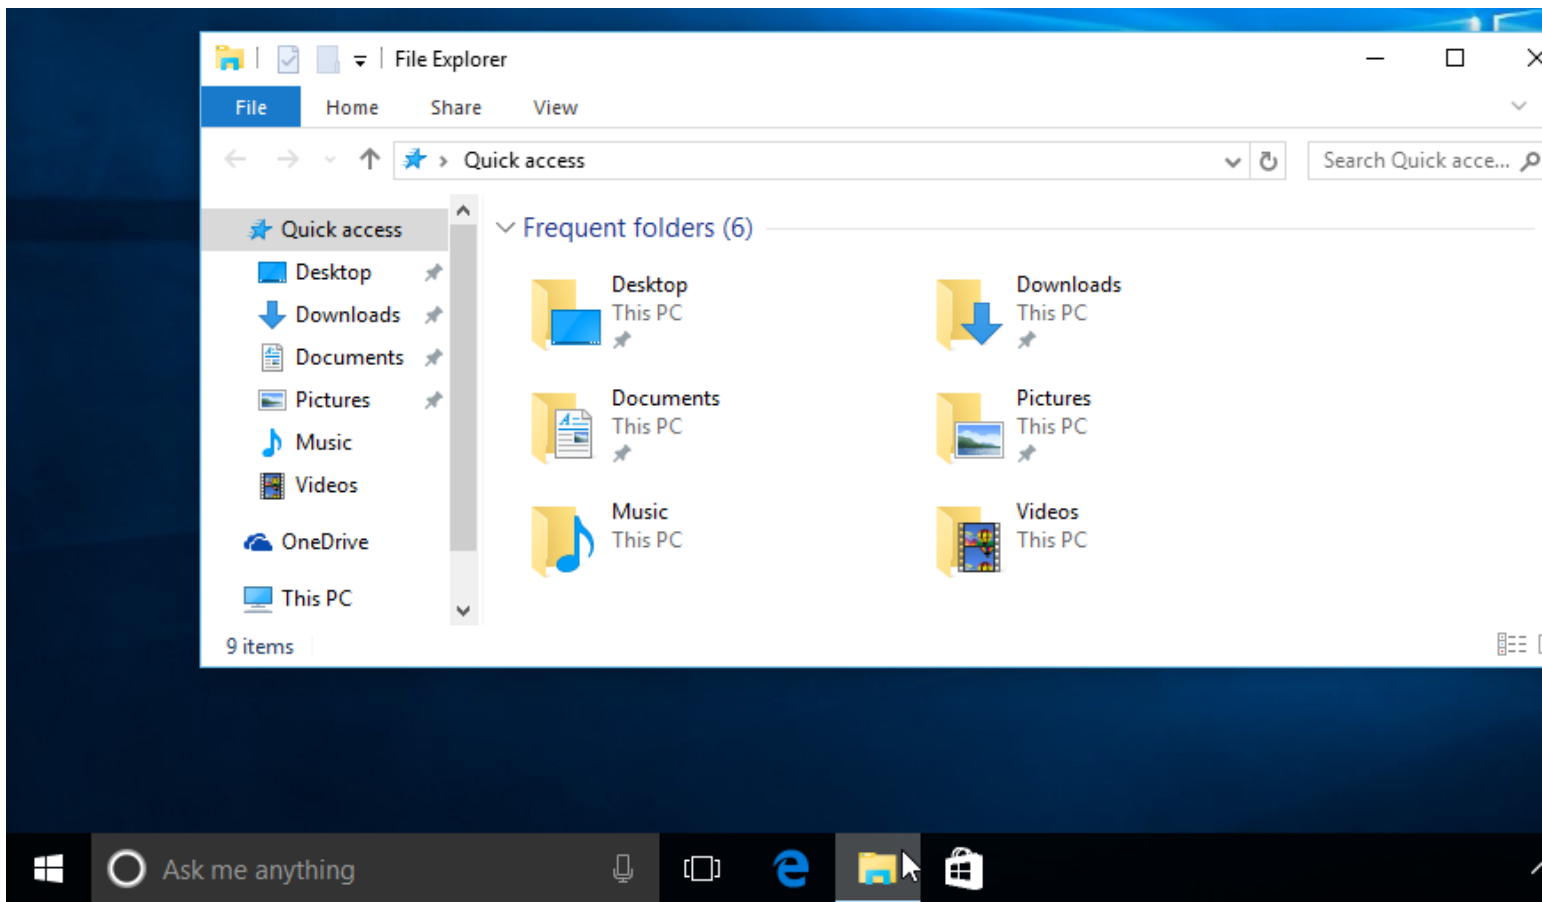 File Explorer
File Home Share View
Quick access
Search Quick acce...
Quick access
Desktop
Downloads
Documents
Pictures
Music
Videos
OneDrive
This PC
Frequent folders (6)
Desktop
This PC
Downloads
This PC
Documents
This PC
Pictures
This PC
Music
This PC
Videos
This PC
9 items
Ask me anything